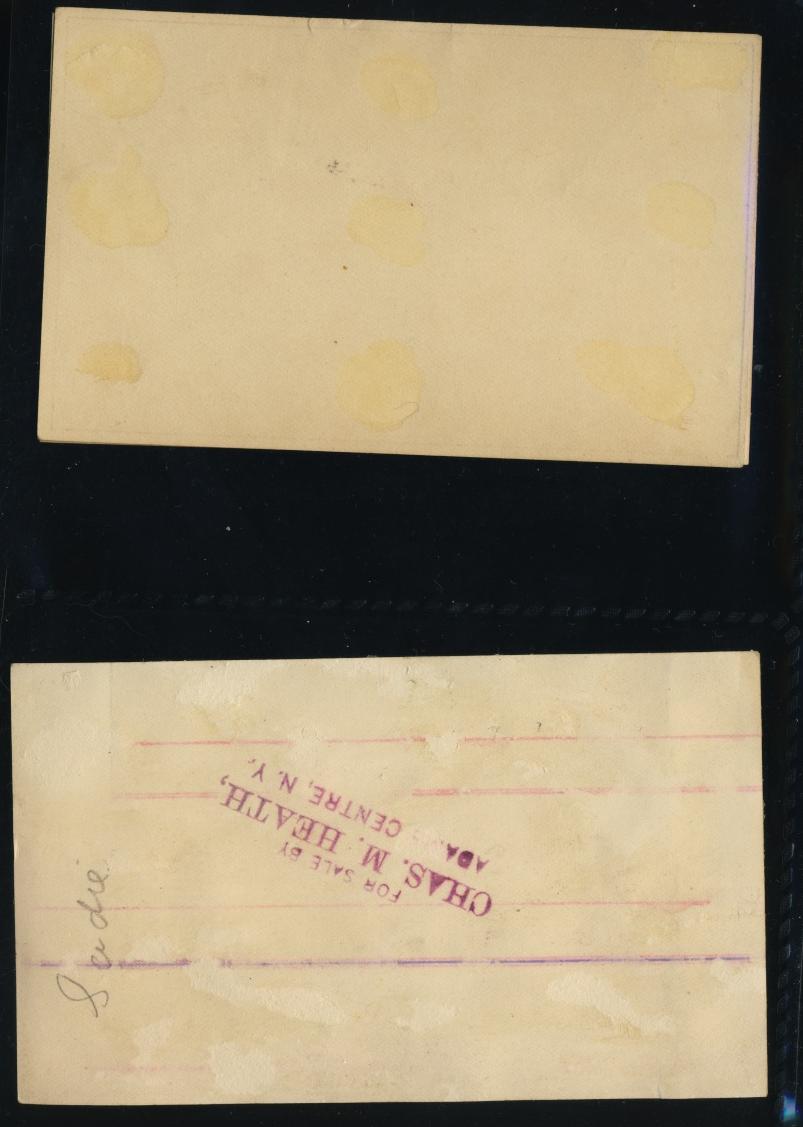 FOR SALE BY
CHAS. M. HEATH,
CENTRE, N. Y.
Sadie